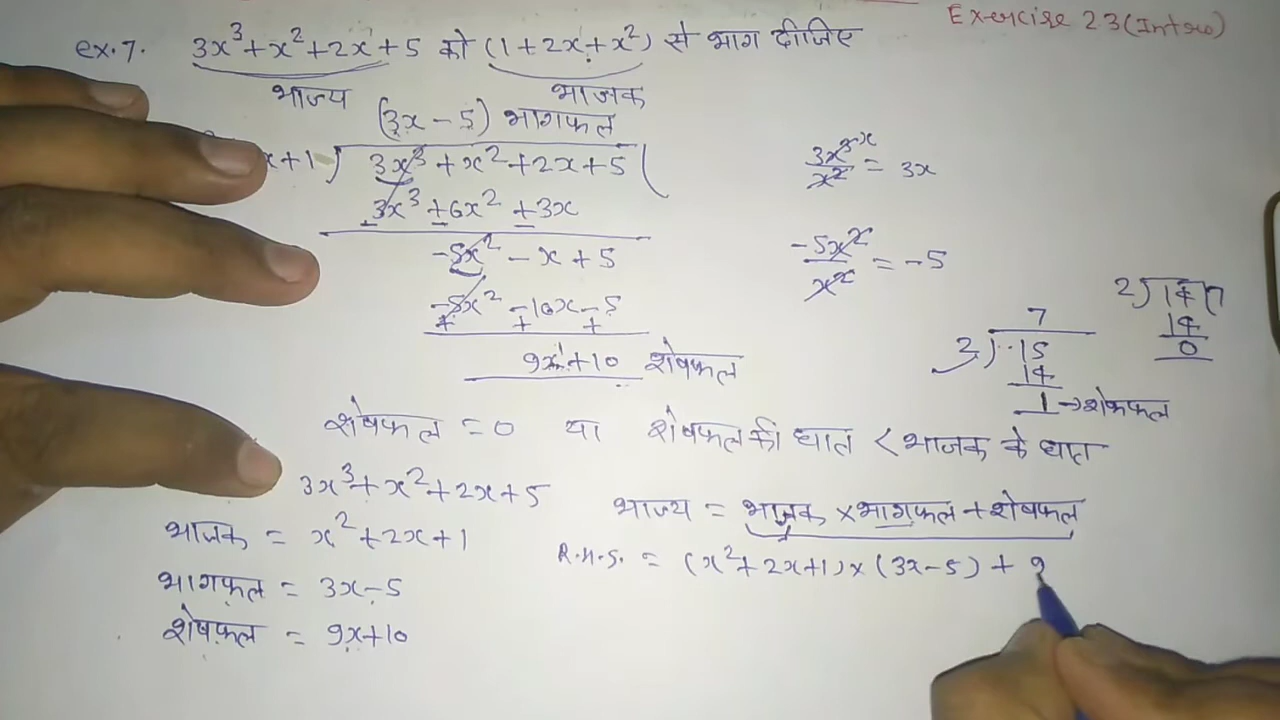 Exercise 2.3 (Intro)
ex.7. 3x³+x²+2x+5 को (1+2x+x²) से भाग दीजिए
भाज्य भाजक
(3x-5) भागफल
x+1) 3x³+x²+2x+5 (
3x³+6x²+3x
- - -
-5x²-x+5
-5x²-10x-5
+ + +
9x+10 शेषफल
3x³/x² = 3x
-5x²/x² = -5
2) 14 (7
14
0
7
2) 15
14
1→शेषफल
शेषफल =0 या शेषफल की घात < भाजक के घात
3x³+x²+2x+5
भाजक = x²+2x+1
भागफल = 3x-5
शेषफल = 9x+10
भाज्य = भाजक ×भागफल +शेषफल
R.H.S. = (x²+2x+1)×(3x-5)+9